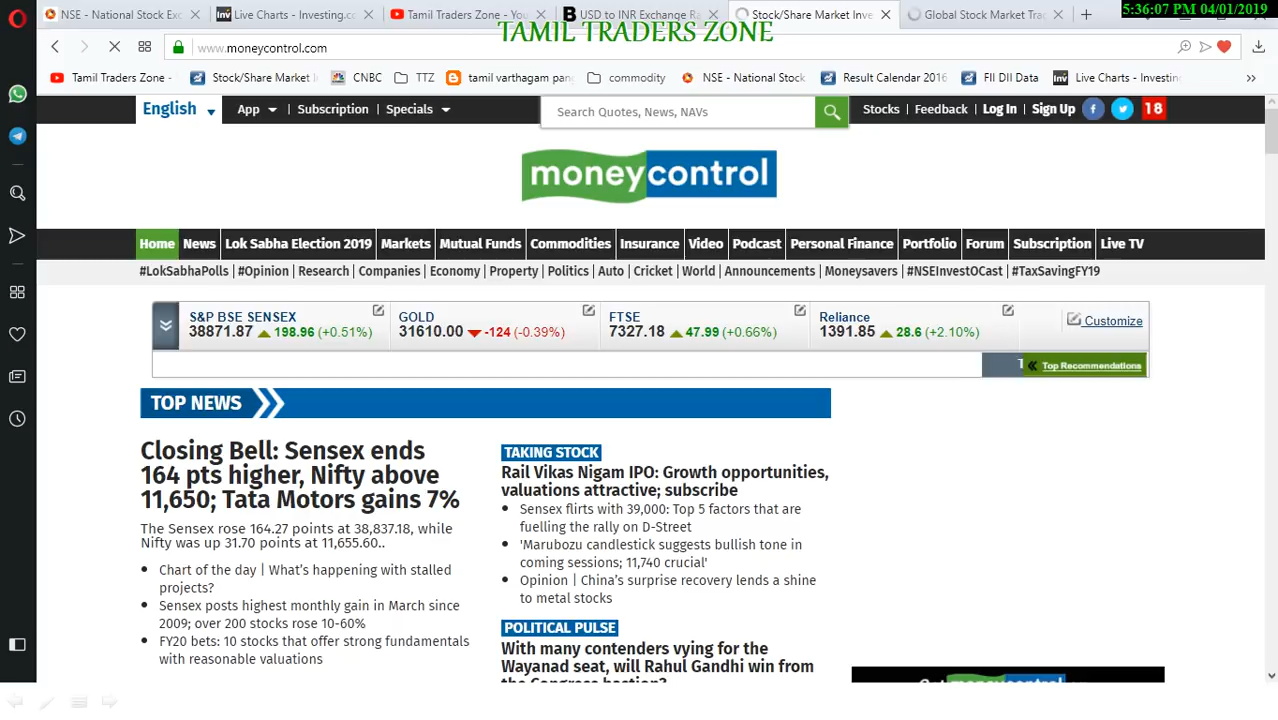 NSE - National Stock Exc
Live Charts - Investing.co
Tamil Traders Zone - You
USD to INR Exchange Ra
Stock/Share Market Inve
Global Stock Market Tra
5:36:07 PM 04/01/2019
TAMIL TRADERS ZONE
www.moneycontrol.com
Tamil Traders Zone -
Stock/Share Market I
CNBC
TTZ
tamil varthagam pan
commodity
NSE - National Stock
Result Calendar 2016
FII DII Data
Live Charts - Investin
English
App
Subscription
Specials
Search Quotes, News, NAVs
Stocks | Feedback | Log In | Sign Up
18
moneycontrol
Home
News
Lok Sabha Election 2019
Markets
Mutual Funds
Commodities
Insurance
Video
Podcast
Personal Finance
Portfolio
Forum
Subscription
Live TV
#LokSabhaPolls | #Opinion | Research | Companies | Economy | Property | Politics | Auto | Cricket | World | Announcements | Moneysavers | #NSEInvestOCast | #TaxSavingFY19
S&P BSE SENSEX
38871.87 198.96 (+0.51%)
GOLD
31610.00 -124 (-0.39%)
FTSE
7327.18 47.99 (+0.66%)
Reliance
1391.85 28.6 (+2.10%)
Customize
Top Recommendations
TOP NEWS
Closing Bell: Sensex ends
164 pts higher, Nifty above
11,650; Tata Motors gains 7%
The Sensex rose 164.27 points at 38,837.18, while
Nifty was up 31.70 points at 11,655.60..
Chart of the day | What's happening with stalled
projects?
Sensex posts highest monthly gain in March since
2009; over 200 stocks rose 10-60%
FY20 bets: 10 stocks that offer strong fundamentals
with reasonable valuations
TAKING STOCK
Rail Vikas Nigam IPO: Growth opportunities,
valuations attractive; subscribe
Sensex flirts with 39,000: Top 5 factors that are
fuelling the rally on D-Street
'Marubozu candlestick suggests bullish tone in
coming sessions; 11,740 crucial'
Opinion | China's surprise recovery lends a shine
to metal stocks
POLITICAL PULSE
With many contenders vying for the
Wayanad seat, will Rahul Gandhi win from
the Congress bastion?
moneycontrol